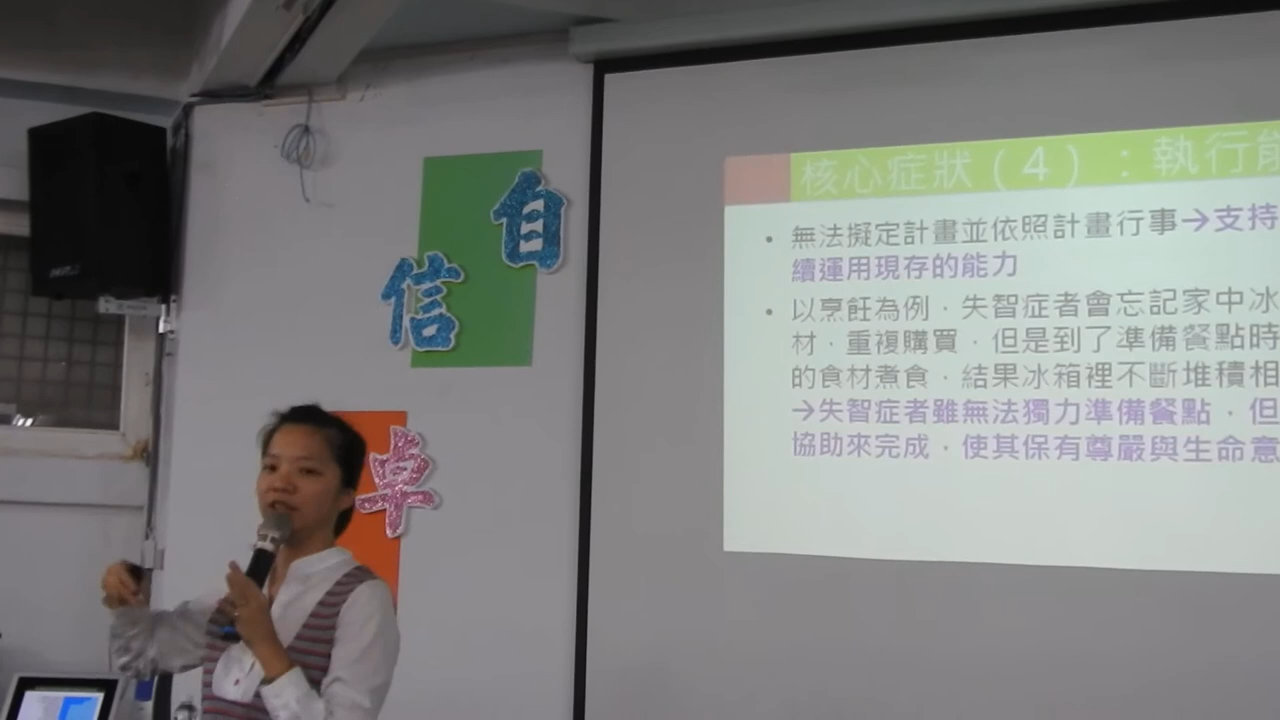 自
信
卓
核心症狀（4）：執行能
• 無法擬定計畫並依照計畫行事→支持
續運用現存的能力
• 以烹飪為例，失智症者會忘記家中冰
材，重複購買，但是到了準備餐點時
的食材煮食，結果冰箱裡不斷堆積相
→失智症者雖無法獨力準備餐點，但
協助來完成，使其保有尊嚴與生命意